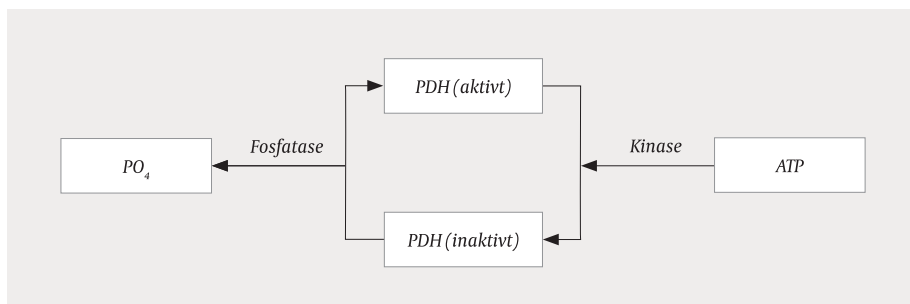 PDH (aktivt)
Fosfatase
Kinase
PO₄
ATP
PDH (inaktivt)